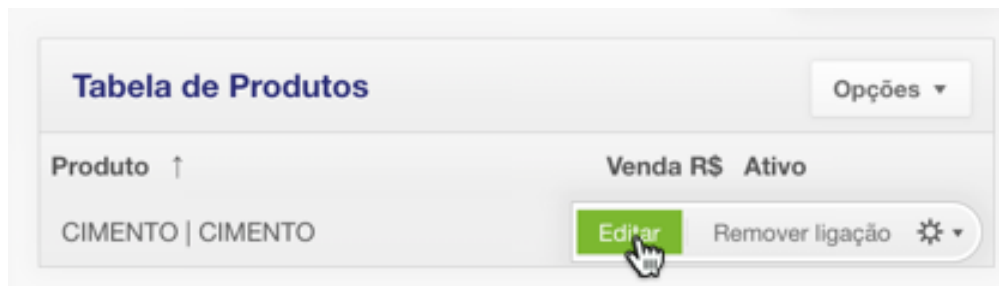 Tabela de Produtos
Opções
Produto ↑
Venda R$ Ativo
CIMENTO | CIMENTO
Editar
Remover ligação